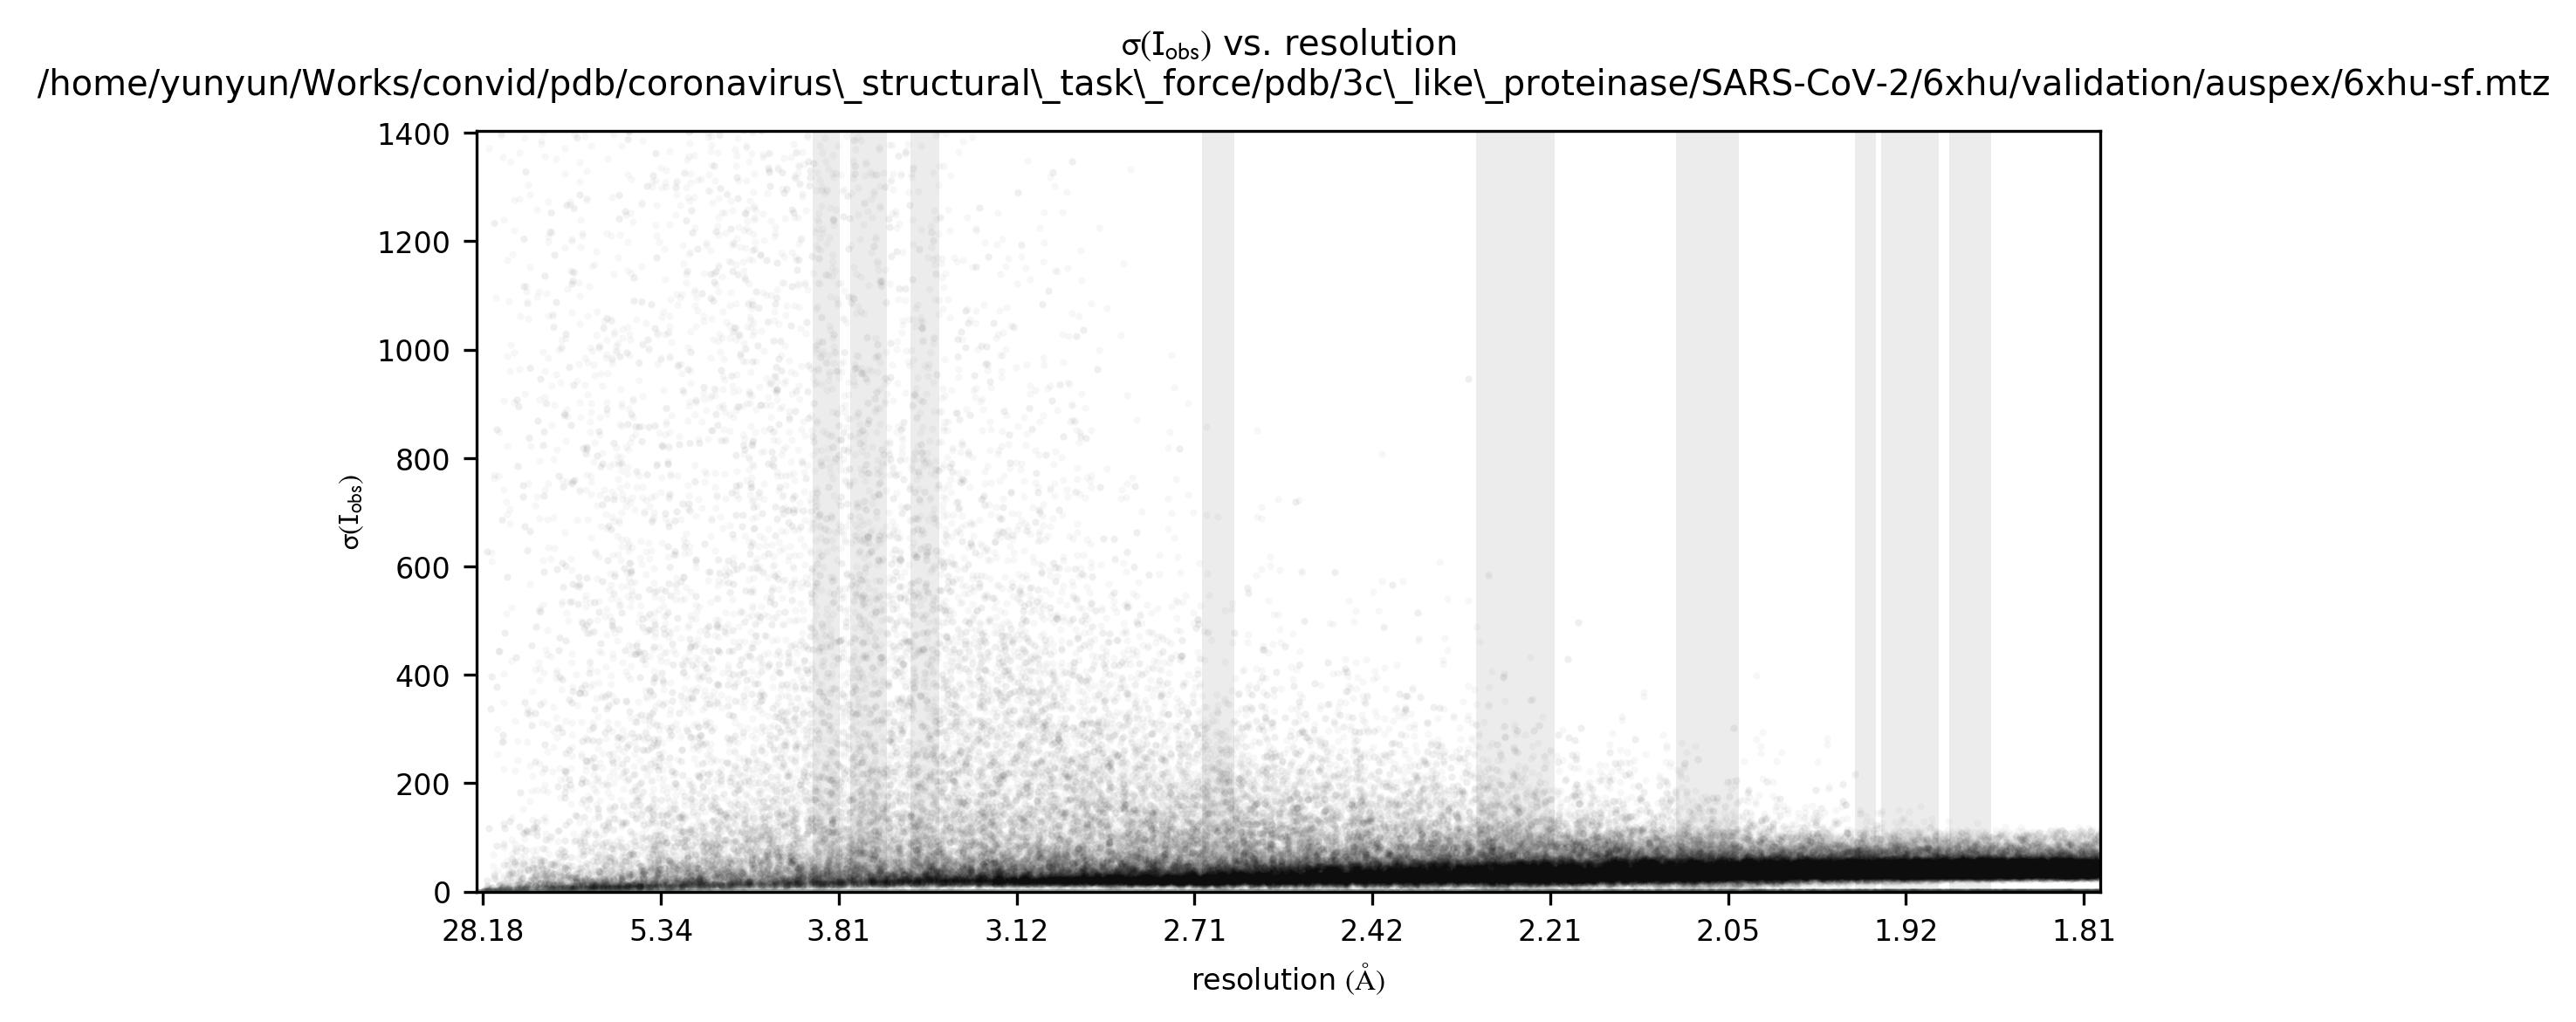 σ(Iobs) vs. resolution
/home/yunyun/Works/convid/pdb/coronavirus\_structural\_task\_force/pdb/3c\_like\_proteinase/SARS-CoV-2/6xhu/validation/auspex/6xhu-sf.mtz
1400
1200
1000
800
600
400
200
0
σ(Iobs)
28.18 5.34 3.81 3.12 2.71 2.42 2.21 2.05 1.92 1.81
resolution (Å)